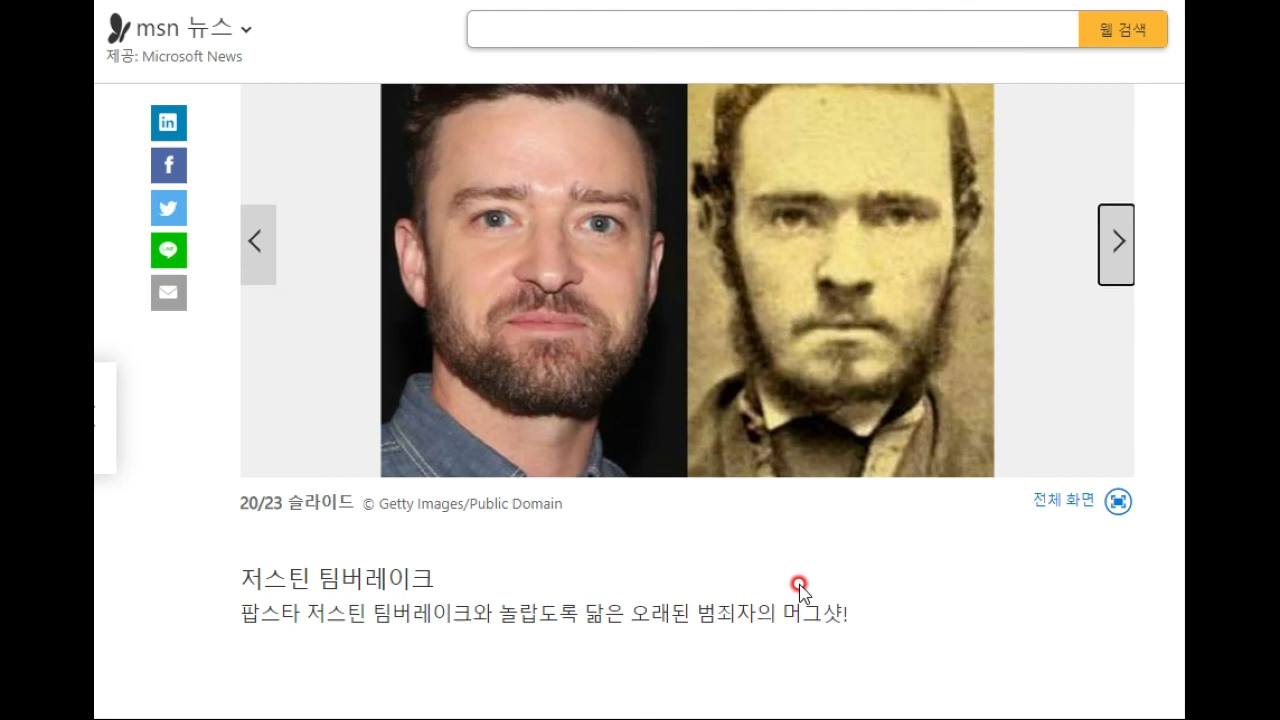 msn 뉴스
웹 검색
제공: Microsoft News
in
f
LINE
20/23 슬라이드 © Getty Images/Public Domain
전체 화면
저스틴 팀버레이크
팝스타 저스틴 팀버레이크와 놀랍도록 닮은 오래된 범죄자의 머그샷!